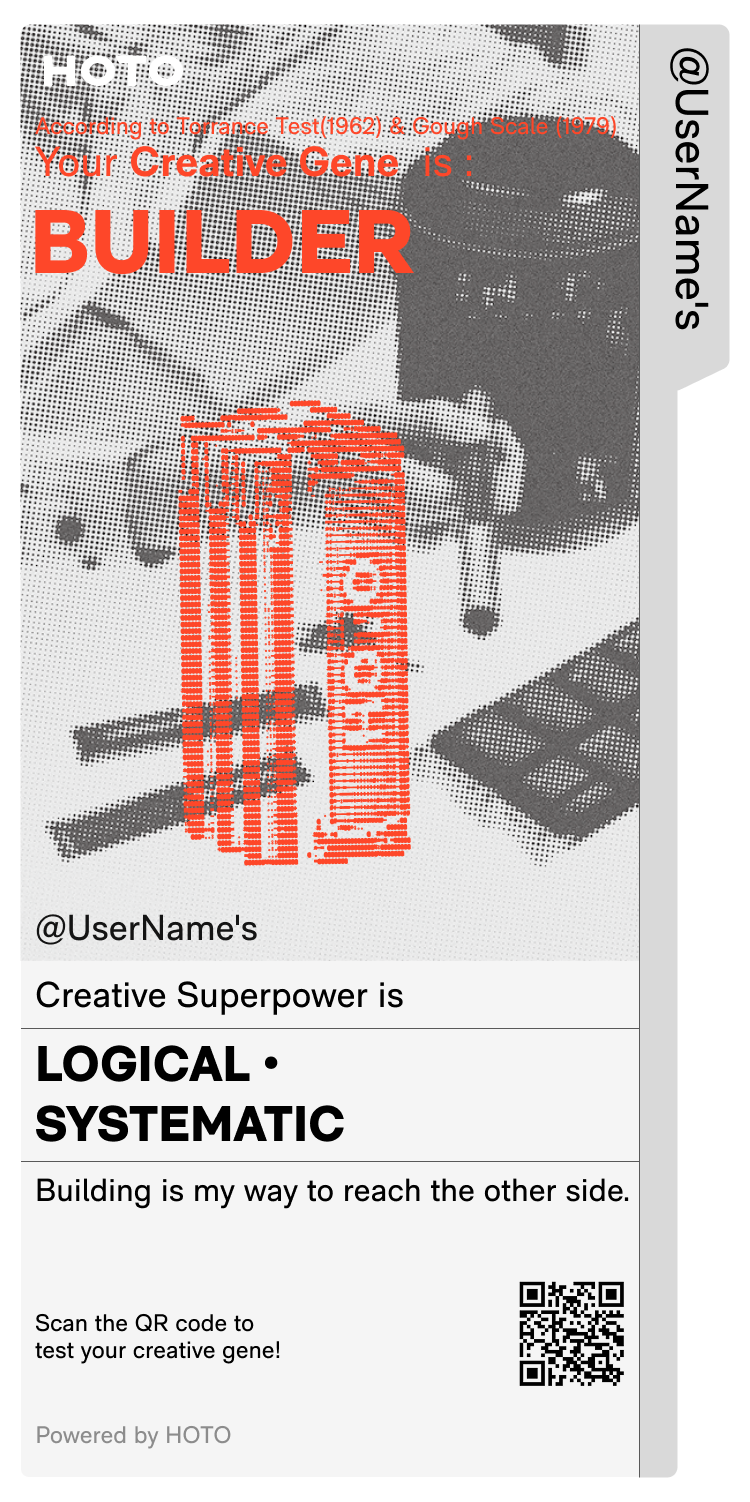 HOTO
According to Torrance Test(1962) & Gough Scale (1979)
Your Creative Gene is :
BUILDER
@UserName's
HOTO
@UserName's
Creative Superpower is
LOGICAL •
SYSTEMATIC
Building is my way to reach the other side.
Scan the QR code to
test your creative gene!
Powered by HOTO